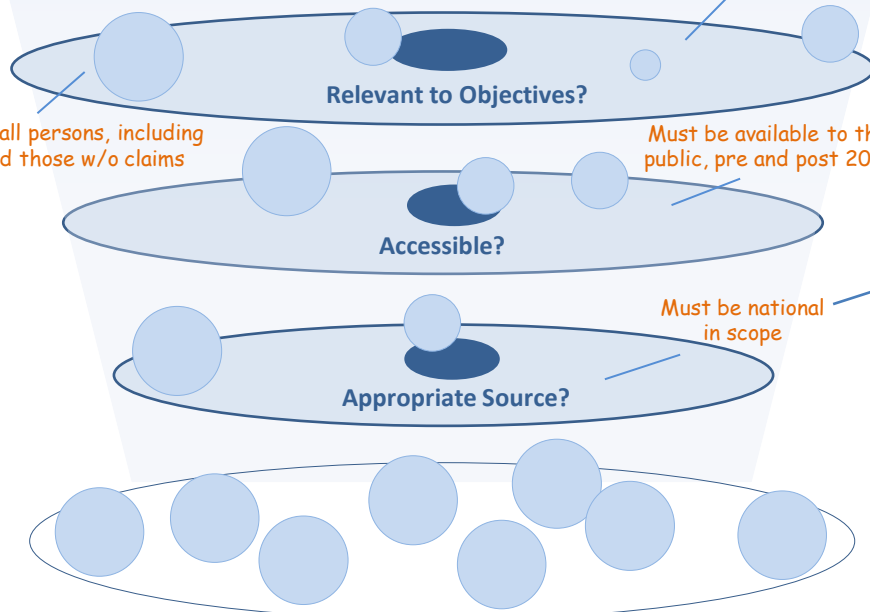 Relevant to Objectives?
all persons, including
d those w/o claims
Must be available to th
public, pre and post 20
Accessible?
Must be national
in scope
Appropriate Source?